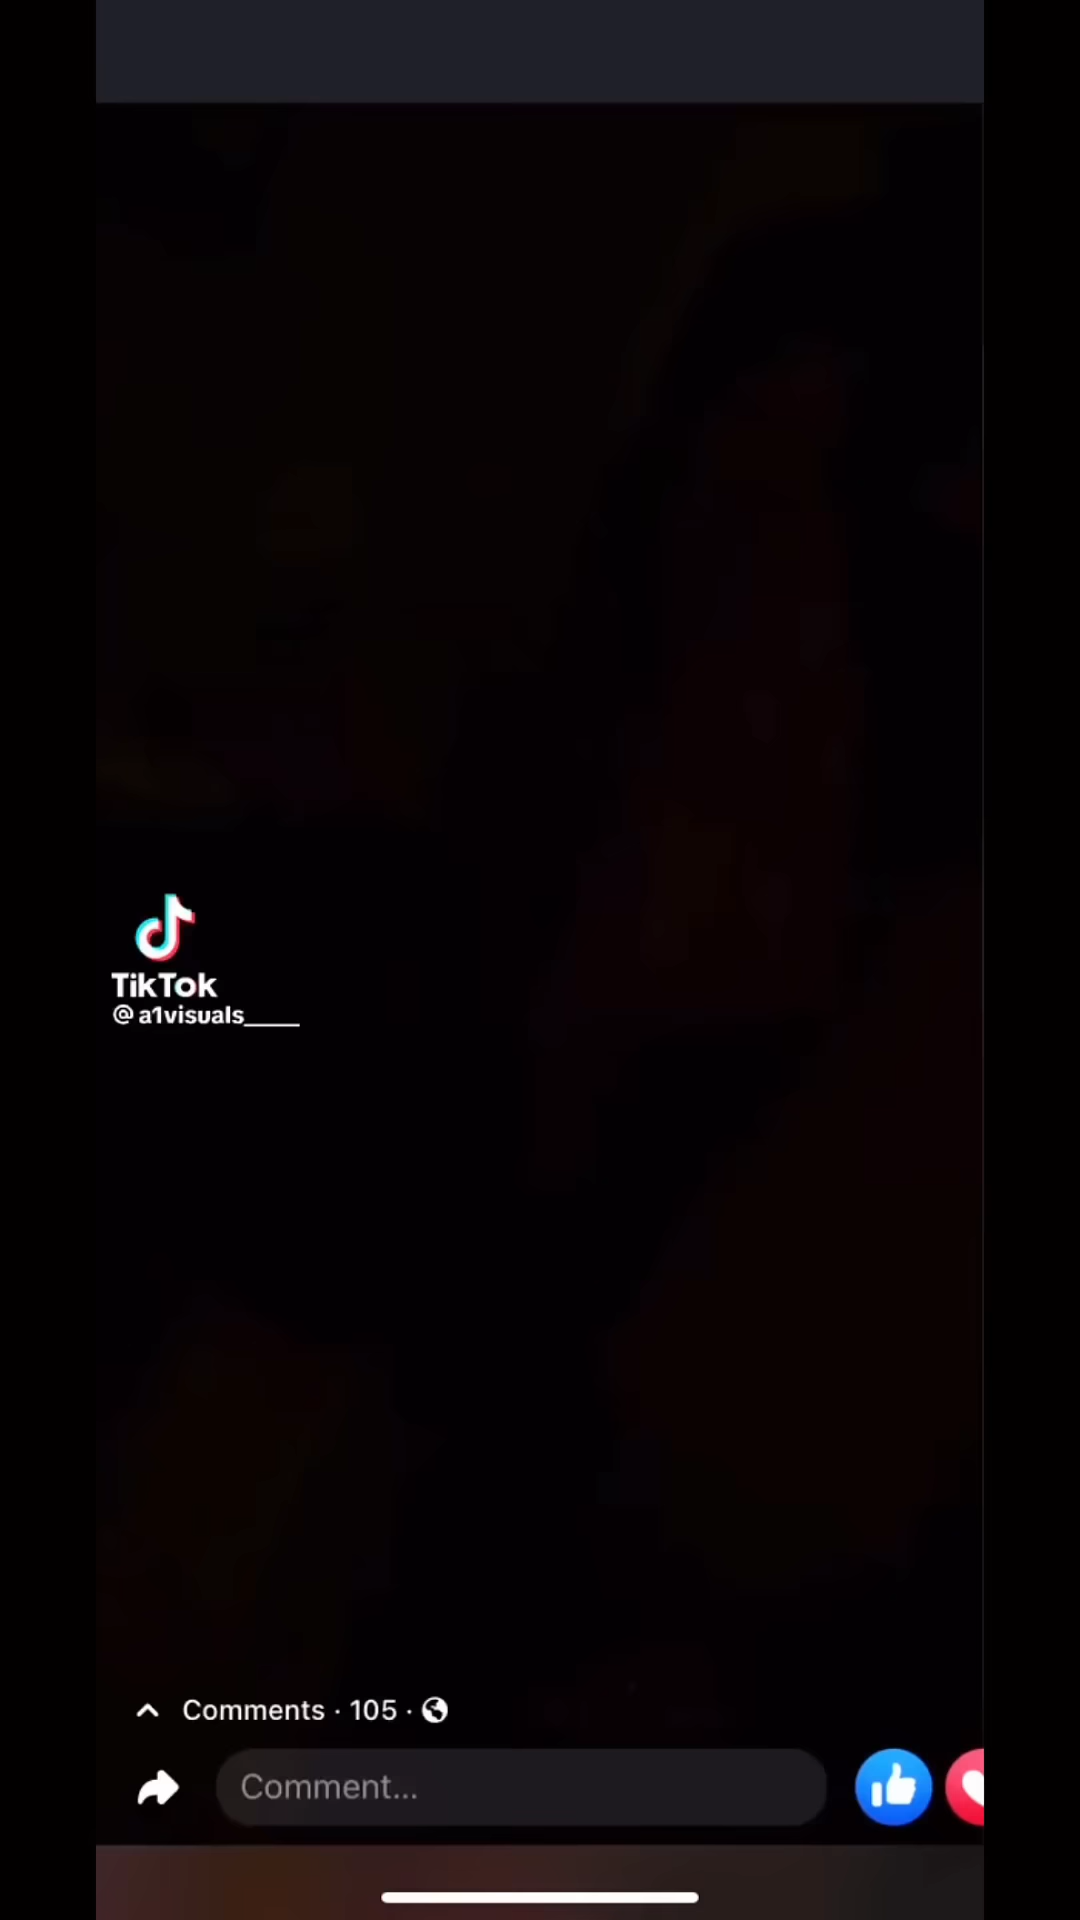 TikTok
@a1visuals_____
Comments · 105 ·
Comment...